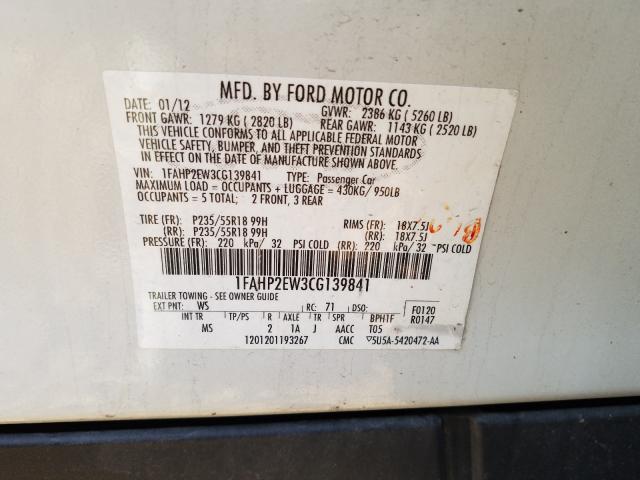 MFD. BY FORD MOTOR CO.
DATE: 01/12 GVWR: 2386 KG ( 5260 LB)
FRONT GAWR: 1279 KG ( 2820 LB) REAR GAWR: 1143 KG ( 2520 LB)
THIS VEHICLE CONFORMS TO ALL APPLICABLE FEDERAL MOTOR
VEHICLE SAFETY, BUMPER, AND THEFT PREVENTION STANDARDS
IN EFFECT ON THE DATE OF MANUFACTURE SHOWN ABOVE.
VIN: 1FAHP2EW3CG139841 TYPE: Passenger Car
MAXIMUM LOAD = OCCUPANTS + LUGGAGE = 430KG/ 950LB
OCCUPANTS = 5 TOTAL; 2 FRONT, 3 REAR
TIRE (FR): P235/55R18 99H RIMS (FR): 18X7.5J
(RR): P235/55R18 99H (RR): 18X7.5J
PRESSURE (FR): 220 kPa/ 32 PSI COLD (RR): 220 kPa/ 32 PSI COLD
1FAHP2EW3CG139841
TRAILER TOWING - SEE OWNER GUIDE
EXT PNT: WS RC: 71 DSO: F0120
INT TR TP/PS R AXLE TR SPR BPHTF R0147
MS 2 1A J AACC T05
1201201193267 CMC ▽5U5A-5420472-AA